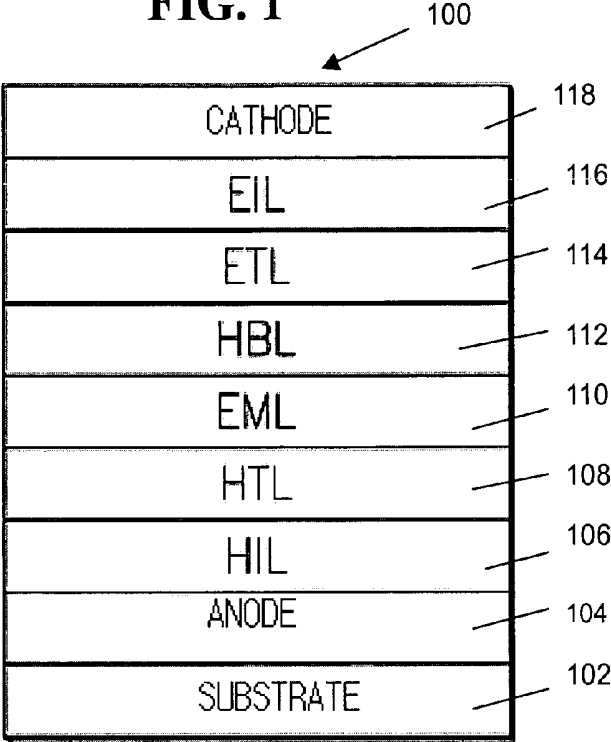 FIG. 1
100
CATHODE 118
EIL 116
ETL 114
HBL 112
EML 110
HTL 108
HIL 106
ANODE 104
SUBSTRATE 102